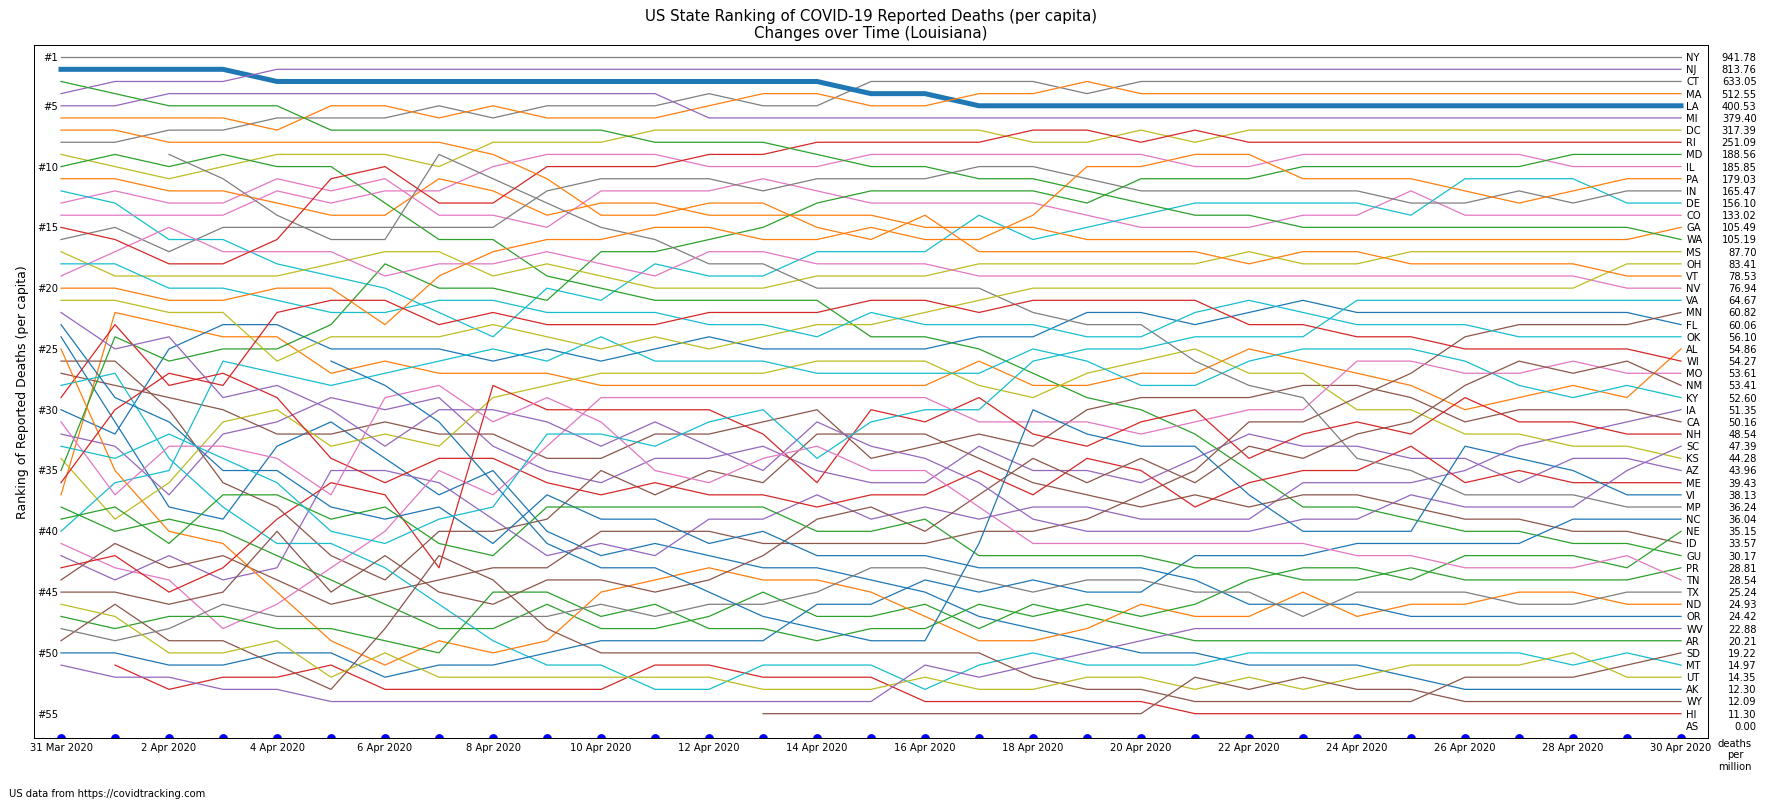 US State Ranking of COVID-19 Reported Deaths (per capita)
Changes over Time (Louisiana)
Ranking of Reported Deaths (per capita)
#1
#5
#10
#15
#20
#25
#30
#35
#40
#45
#50
#55
NY 941.78
NJ 813.76
CT 633.05
MA 512.55
LA 400.53
MI 379.40
DC 317.39
RI 251.09
MD 188.56
IL 185.85
PA 179.03
IN 165.47
DE 156.10
CO 133.02
GA 105.49
WA 105.19
MS 87.70
OH 83.41
VT 78.53
NV 76.94
VA 64.67
MN 60.82
FL 60.06
OK 56.10
AL 54.86
WI 54.27
MO 53.61
NM 53.41
KY 52.60
IA 51.35
CA 50.16
NH 48.54
SC 47.39
KS 44.28
AZ 43.96
ME 39.43
VI 38.13
MP 36.24
NC 36.04
NE 35.15
ID 33.57
GU 30.17
PR 28.81
TN 28.54
TX 25.24
ND 24.93
OR 24.42
WV 22.88
AR 20.21
SD 19.22
MT 14.97
UT 14.35
AK 12.30
WY 12.09
HI 11.30
AS 0.00
31 Mar 2020 2 Apr 2020 4 Apr 2020 6 Apr 2020 8 Apr 2020 10 Apr 2020 12 Apr 2020 14 Apr 2020 16 Apr 2020 18 Apr 2020 20 Apr 2020 22 Apr 2020 24 Apr 2020 26 Apr 2020 28 Apr 2020 30 Apr 2020
deaths
per
million
US data from https://covidtracking.com